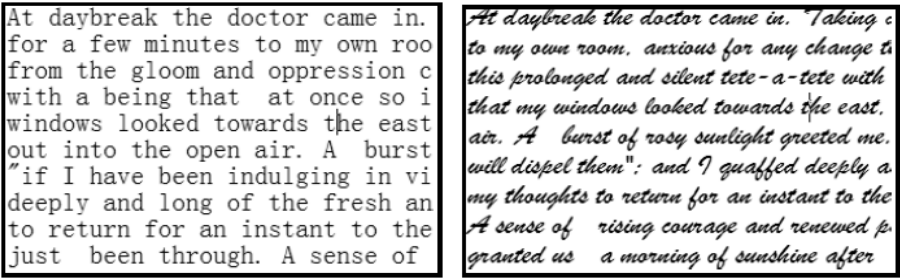 At daybreak the doctor came in.
for a few minutes to my own roo
from the gloom and oppression c
with a being that  at once so i
windows looked towards the east
out into the open air. A  burst
"if I have been indulging in vi
deeply and long of the fresh an
to return for an instant to the
just  been through. A sense of
At daybreak the doctor came in. Taking c
to my own room, anxious for any change t
this prolonged and silent tete-a-tete with
that my windows looked towards the east.
air. A  burst of rosy sunlight greeted me.
will dispel them"; and I quaffed deeply a
my thoughts to return for an instant to the
A sense of  rising courage and renewed p
granted us  a morning of sunshine after